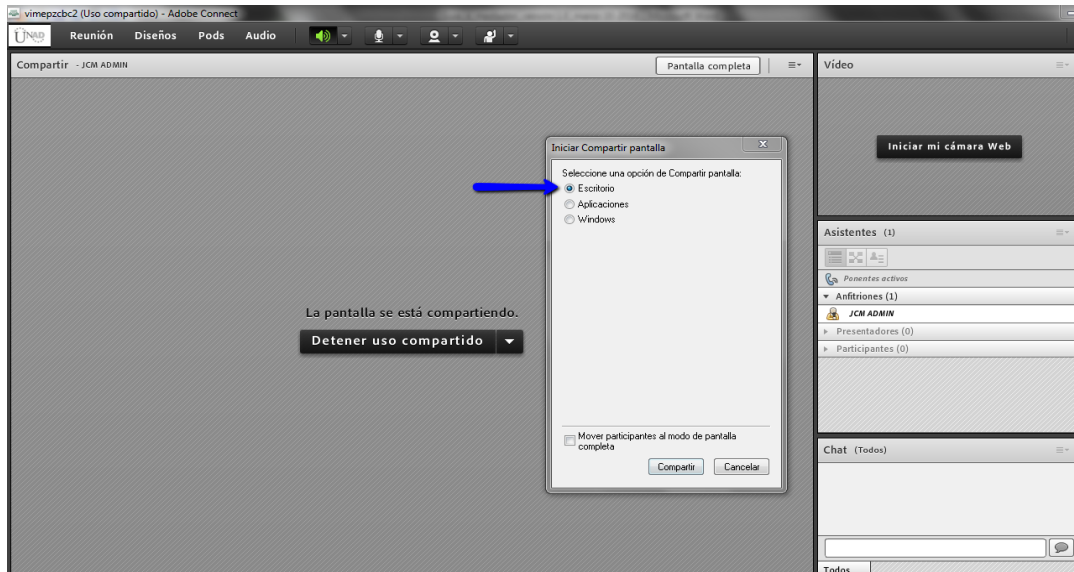 vimepzcbc2 (Uso compartido) - Adobe Connect
UNAD Reunión Diseños Pods Audio
Compartir - JCM ADMIN
Pantalla completa
Iniciar Compartir pantalla
Seleccione una opción de Compartir pantalla:
Escritorio
Aplicaciones
Windows
La pantalla se está compartiendo.
Detener uso compartido
Mover participantes al modo de pantalla
completa
Compartir Cancelar
Vídeo
Iniciar mi cámara Web
Asistentes (1)
Ponentes activos
Anfitriones (1)
JCM ADMIN
Presentadores (0)
Participantes (0)
Chat (Todos)
Todos